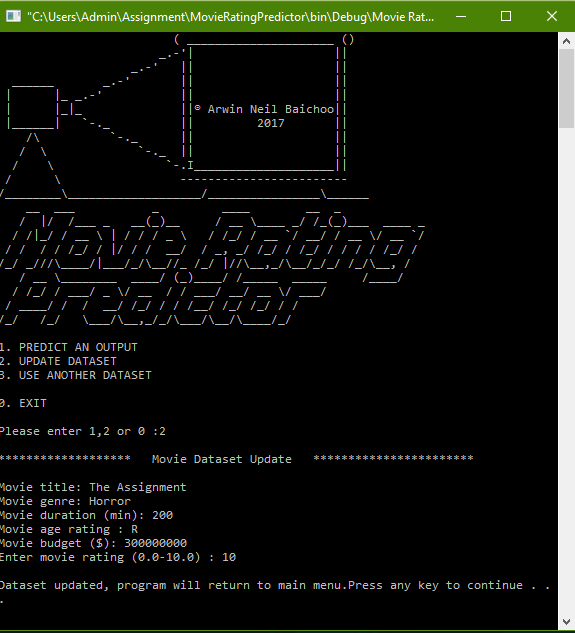 "C:\Users\Admin\Assignment\MovieRatingPredictor\bin\Debug\Movie Rat...
© Arwin Neil Baichoo
2017
Movie Rating
Predictor
1. PREDICT AN OUTPUT
2. UPDATE DATASET
3. USE ANOTHER DATASET
0. EXIT
Please enter 1,2 or 0 :2
*******************   Movie Dataset Update   ***********************
Movie title: The Assignment
Movie genre: Horror
Movie duration (min): 200
Movie age rating : R
Movie budget ($): 300000000
Enter movie rating (0.0-10.0) : 10
Dataset updated, program will return to main menu.Press any key to continue . .
.